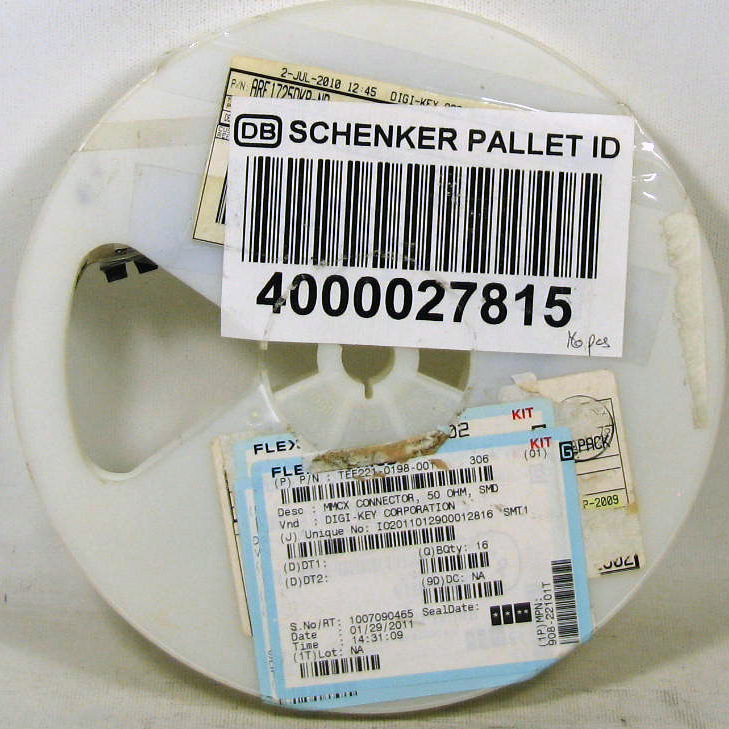 2-JUL-2010 12:45 DIGI-KEY
P/N: ARF1725DKR-ND
DB SCHENKER PALLET ID
4000027815
16 pcs
KIT
FLEX 02
KIT
FLE (01) G PACK
(P) P/N : TEE221-0198-001 306
Desc : MMCX CONNECTOR, 50 OHM, SMD
Vnd : DIGI-KEY CORPORATION
(J) Unique No: IO2011012900012816 SMT1
(D)DT1: (Q)BQty: 16
(D)DT2: (9D)DC: NA
S.No/RT: 1007090465 SealDate: ****
Date : 01/29/2011
Time : 14:31:09
(1T)Lot: NA
(1P)MPN:
908-22101T
P-2009